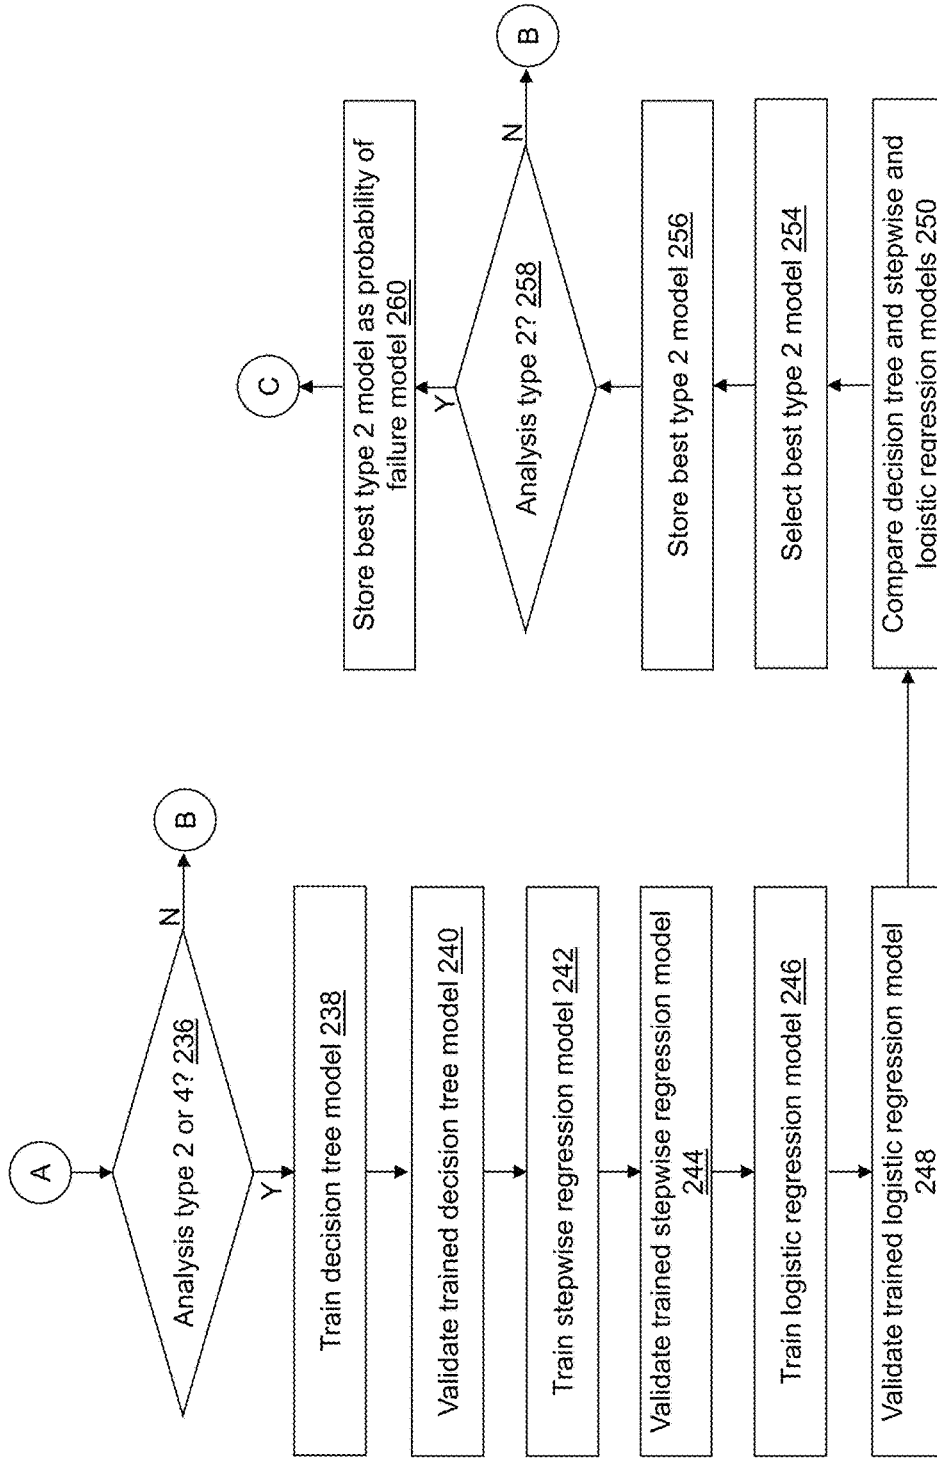 A
Analysis type 2 or 4? 236
N
B
Y
Train decision tree model 238
Validate trained decision tree model 240
Train stepwise regression model 242
Validate trained stepwise regression model
244
Train logistic regression model 246
Validate trained logistic regression model
248
Compare decision tree and stepwise and
logistic regression models 250
Select best type 2 model 254
Store best type 2 model 256
Analysis type 2? 258
N
B
Y
Store best type 2 model as probability of
failure model 260
C